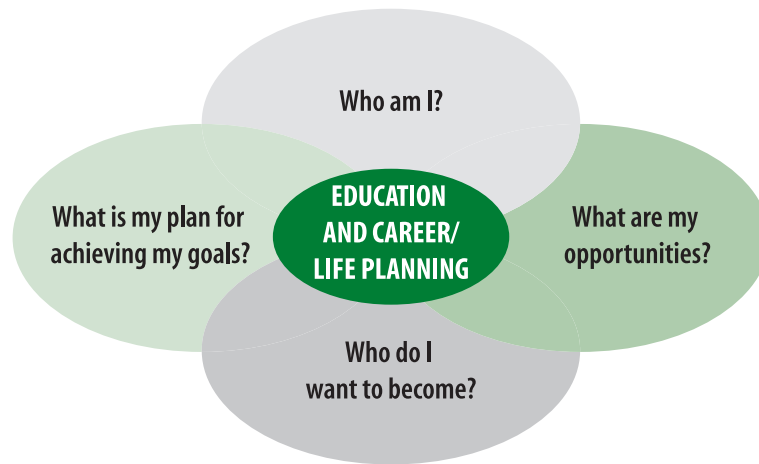 Who am I?
What is my plan for
achieving my goals?
EDUCATION
AND CAREER/
LIFE PLANNING
What are my
opportunities?
Who do I
want to become?